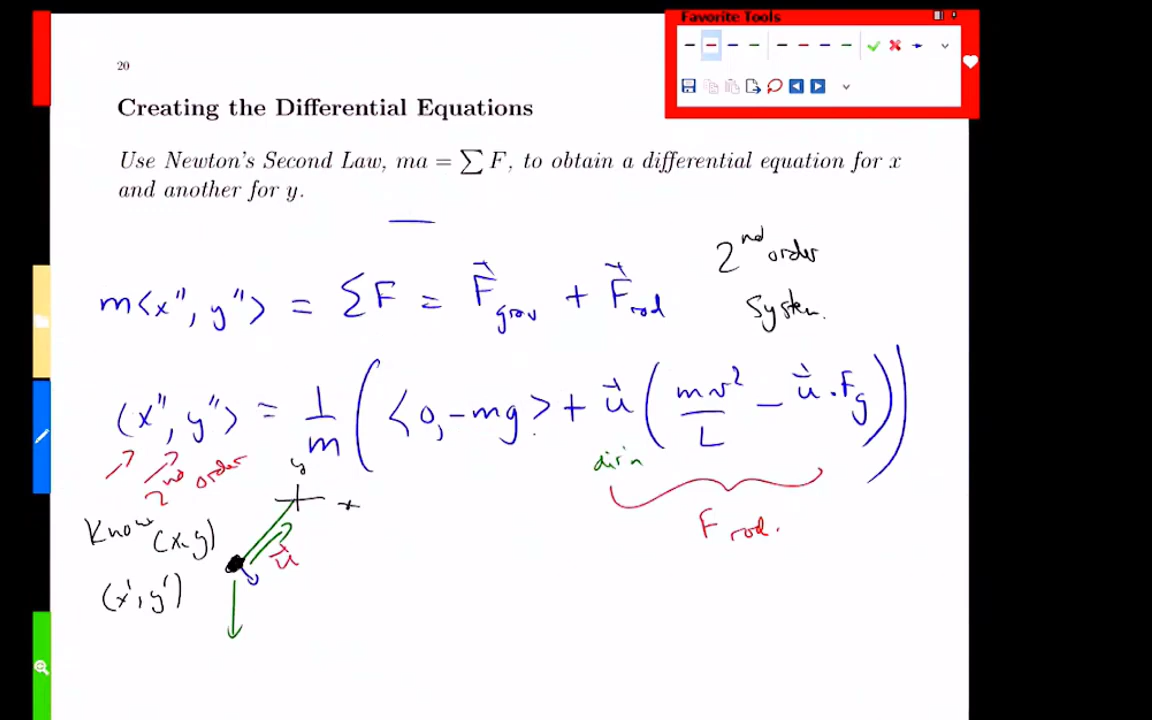 Favorite Tools
20
Creating the Differential Equations
Use Newton's Second Law, ma = ∑ F, to obtain a differential equation for x
and another for y.
2nd order
system.
m<x", y"> = ΣF = F⃗grav + F⃗rod
(x", y"> = 1/m (<0, -mg> + u⃗ (mv²/L - u⃗ · Fg))
dir'n
2nd order
F rod.
y
x
u⃗
Know (x, y)
(x', y')